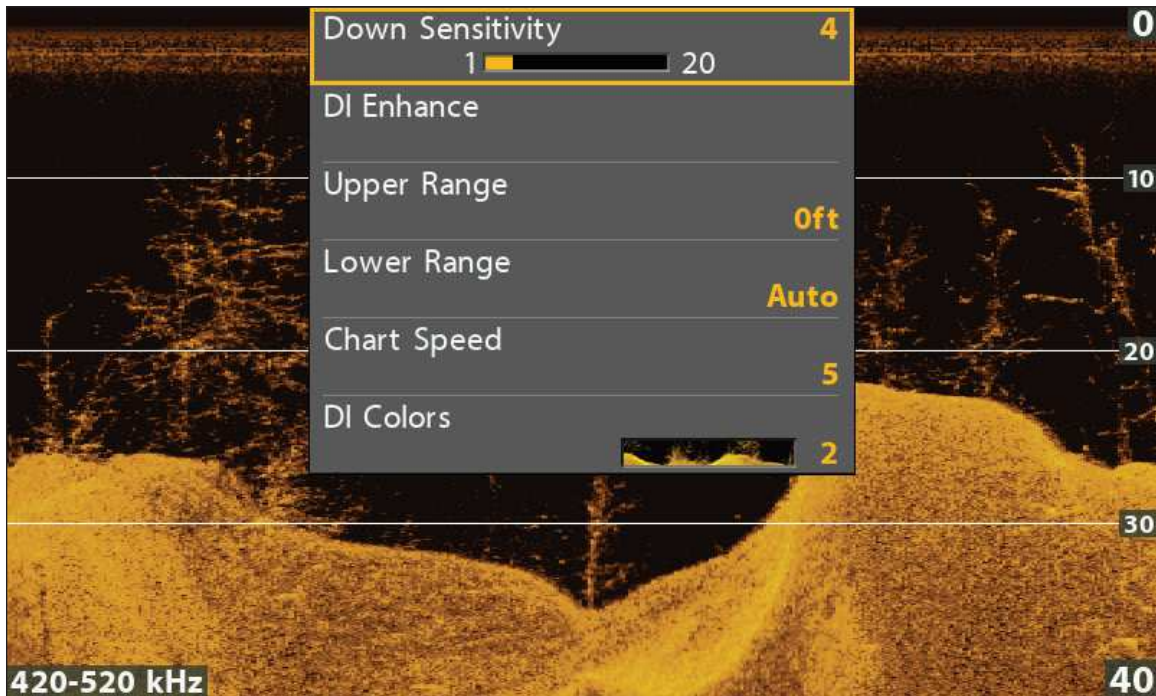 Down Sensitivity 4
1 20
DI Enhance
Upper Range
0ft
Lower Range
Auto
Chart Speed
5
DI Colors
2
0
10
20
30
40
420-520 kHz